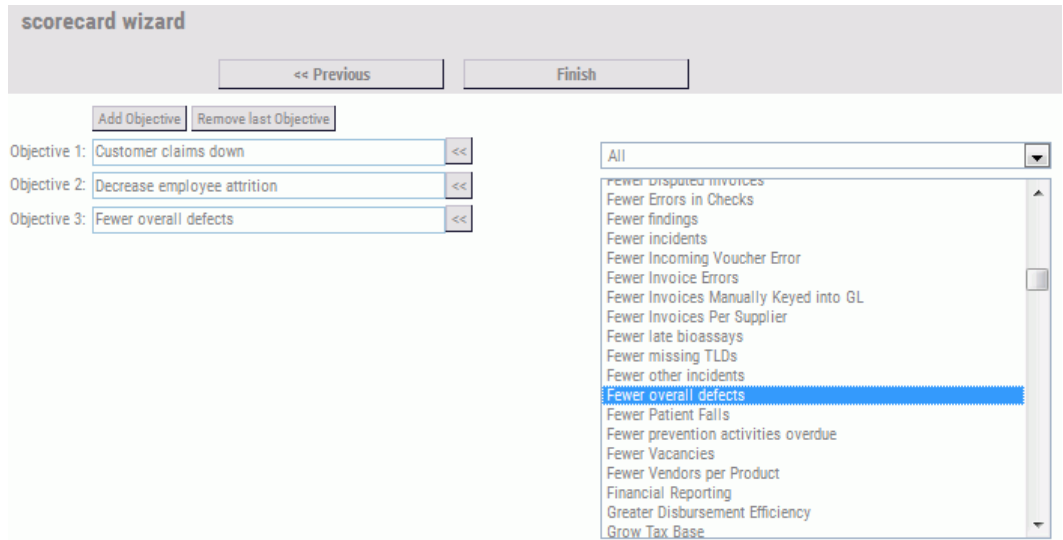 scorecard wizard
<< Previous
Finish
Add Objective
Remove last Objective
Objective 1:
Customer claims down
<<
Objective 2:
Decrease employee attrition
<<
Objective 3:
Fewer overall defects
<<
All
Fewer Disputed Invoices
Fewer Errors in Checks
Fewer findings
Fewer incidents
Fewer Incoming Voucher Error
Fewer Invoice Errors
Fewer Invoices Manually Keyed into GL
Fewer Invoices Per Supplier
Fewer late bioassays
Fewer missing TLDs
Fewer other incidents
Fewer overall defects
Fewer Patient Falls
Fewer prevention activities overdue
Fewer Vacancies
Fewer Vendors per Product
Financial Reporting
Greater Disbursement Efficiency
Grow Tax Base